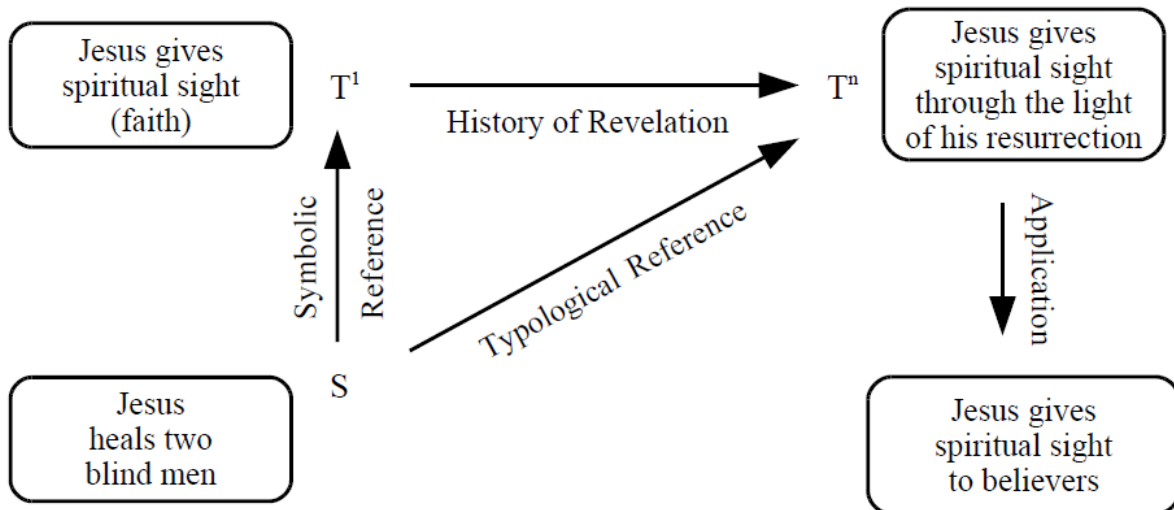 Jesus gives
spiritual sight
(faith)
T¹
History of Revelation
Tⁿ
Jesus gives
spiritual sight
through the light
of his resurrection
Symbolic
Reference
Typological Reference
Application
S
Jesus
heals two
blind men
Jesus gives
spiritual sight
to believers